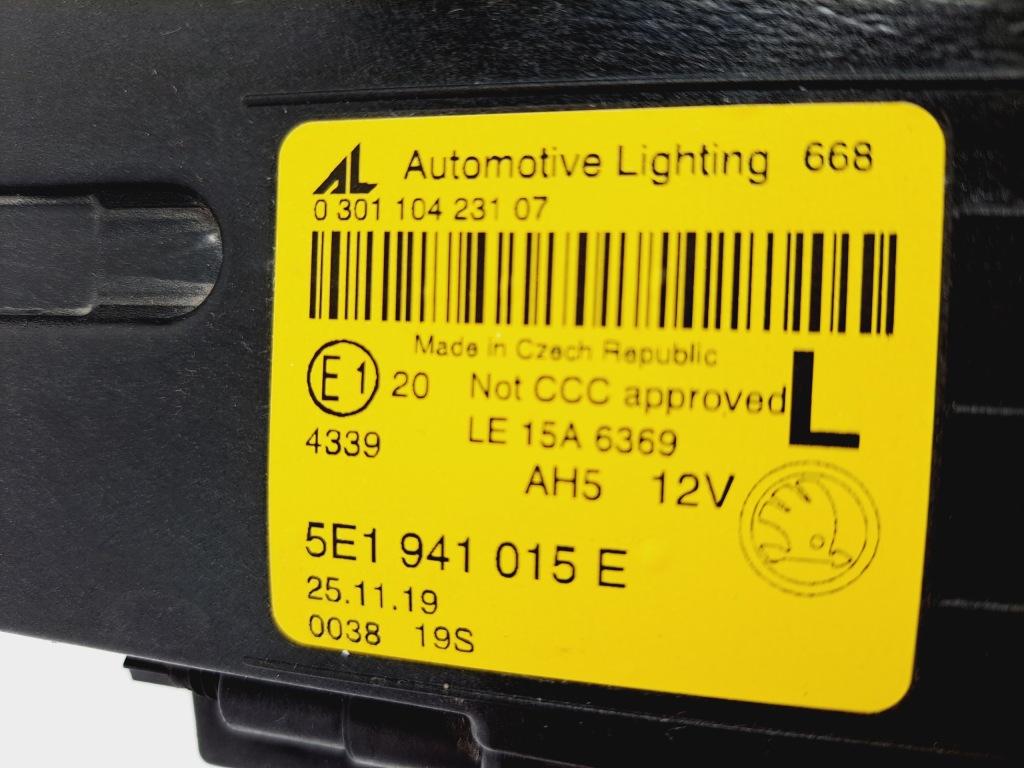 AL Automotive Lighting 668
0 301 104 231 07
Made in Czech Republic
E1 20 Not CCC approved L
4339 LE 15A 6369
AH5 12V
5E1 941 015 E
25.11.19
0038 19S